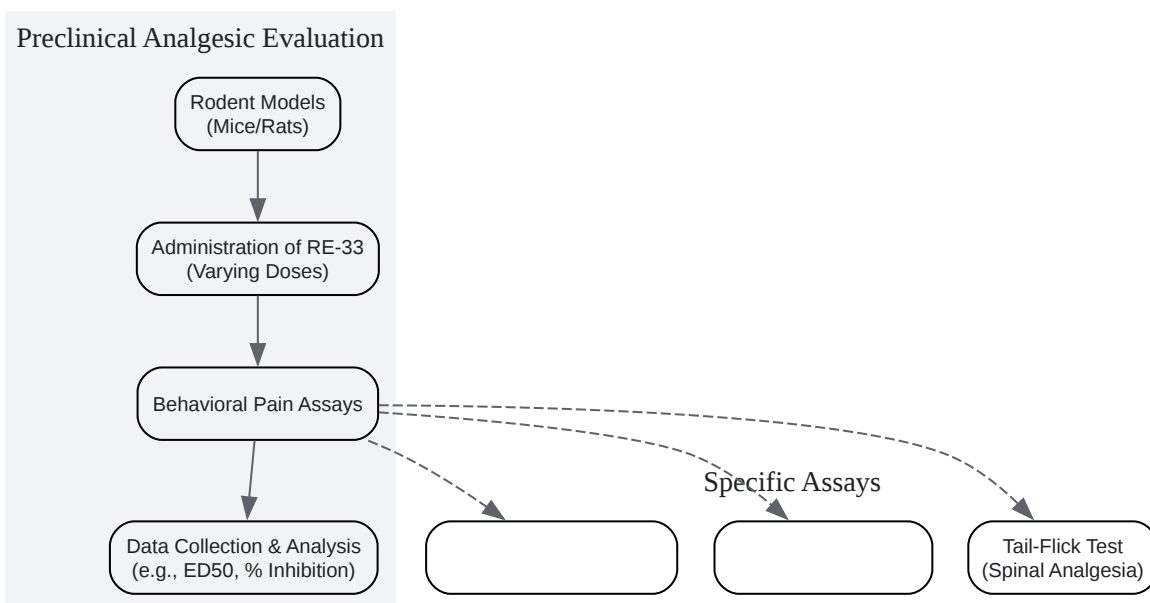 Preclinical Analgesic Evaluation
Rodent Models
(Mice/Rats)
Administration of RE-33
(Varying Doses)
Behavioral Pain Assays
Specific Assays
Data Collection & Analysis
(e.g., ED50, % Inhibition)
Tail-Flick Test
(Spinal Analgesia)